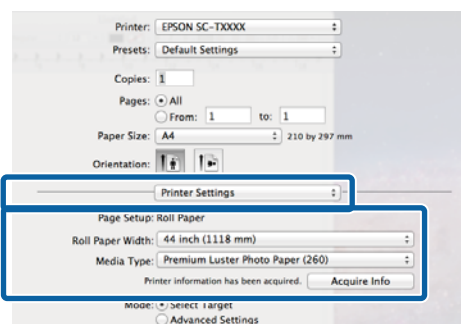 Printer: EPSON SC-TXXXX
Presets: Default Settings
Copies: 1
Pages: All
From: 1 to: 1
Paper Size: A4 210 by 297 mm
Orientation:
Printer Settings
Page Setup: Roll Paper
Roll Paper Width: 44 inch (1118 mm)
Media Type: Premium Luster Photo Paper (260)
Printer information has been acquired. Acquire Info
Mode: Select Target
Advanced Settings